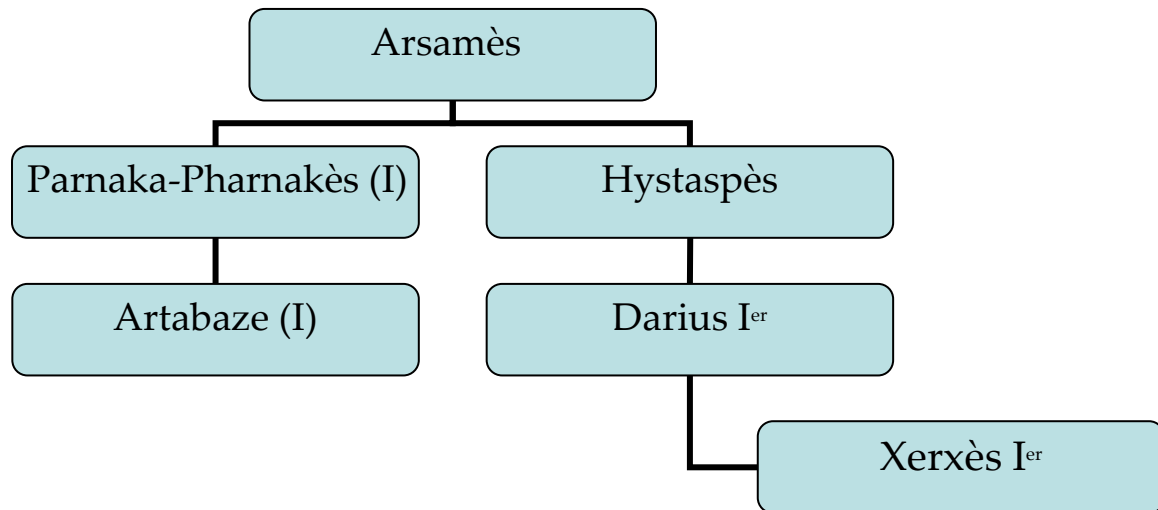 Arsamès
Parnaka-Pharnakès (I)
Hystaspès
Artabaze (I)
Darius Iᵉʳ
Xerxès Iᵉʳ